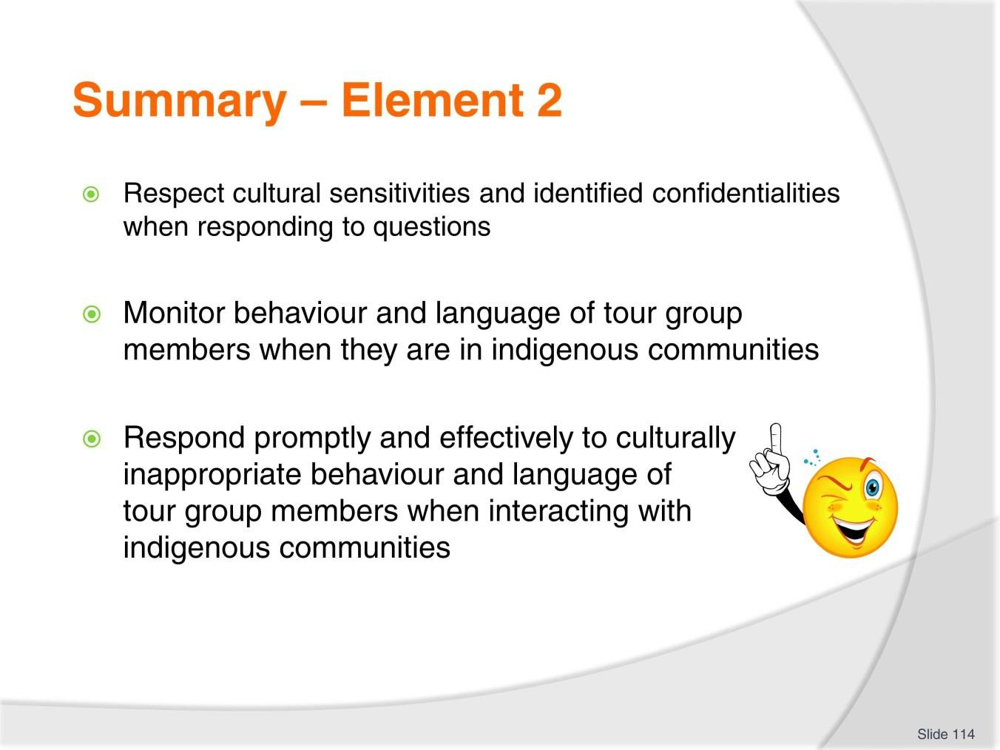 Summary – Element 2
Respect cultural sensitivities and identified confidentialities
when responding to questions
Monitor behaviour and language of tour group
members when they are in indigenous communities
Respond promptly and effectively to culturally
inappropriate behaviour and language of
tour group members when interacting with
indigenous communities
Slide 114